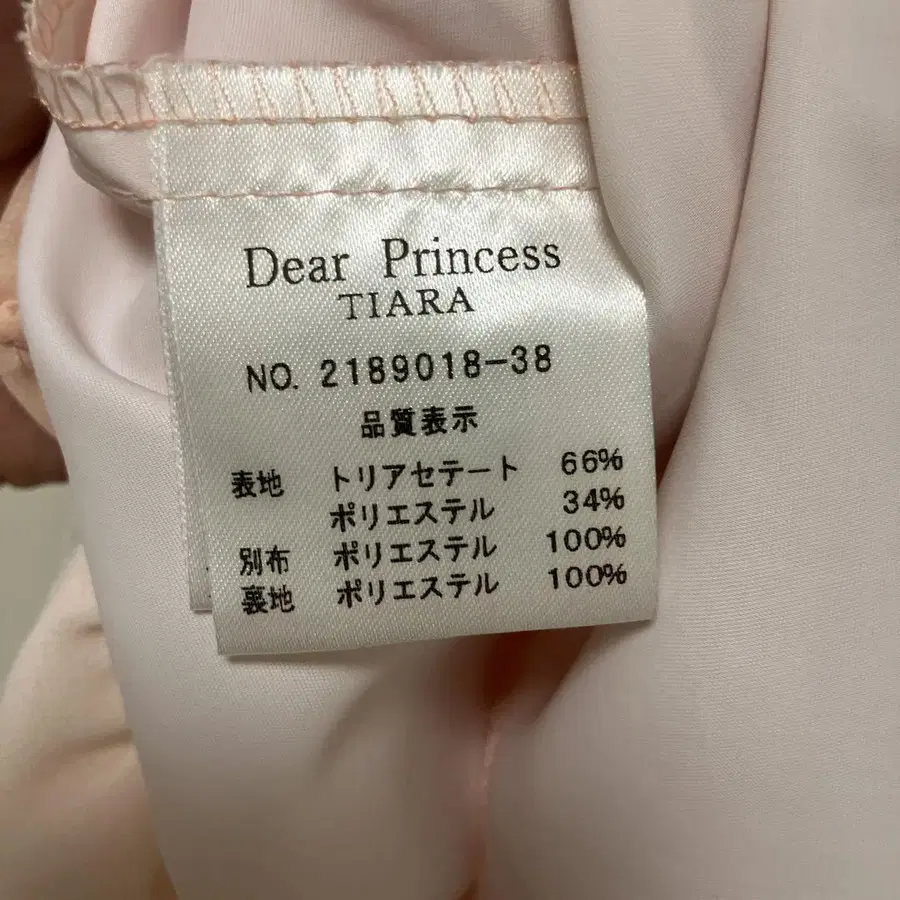 Dear Princess
TIARA
NO. 2189018-38
品質表示
表地 トリアセテート 66%
ポリエステル 34%
別布 ポリエステル 100%
裏地 ポリエステル 100%